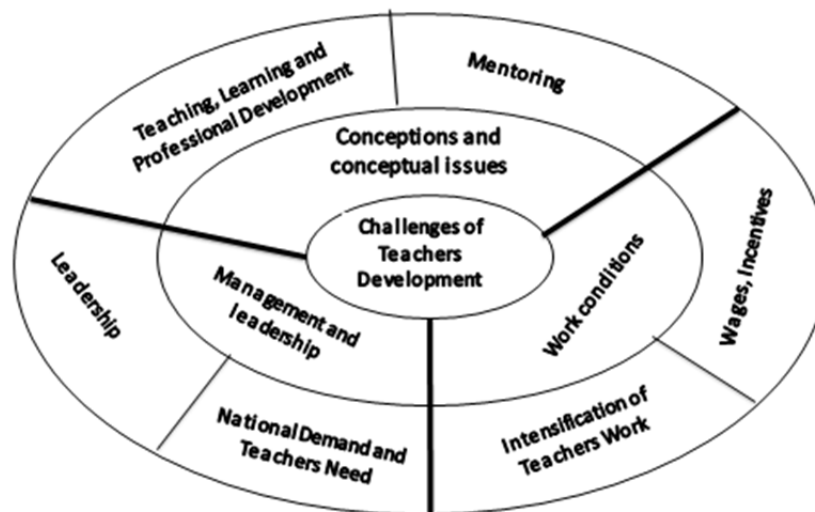 Teaching, Learning and
Professional Development
Mentoring
Conceptions and
conceptual issues
Challenges of
Teachers
Development
Leadership
Management and
leadership
Work conditions
Wages, Incentives
National Demand and
Teachers Need
Intensification of
Teachers Work